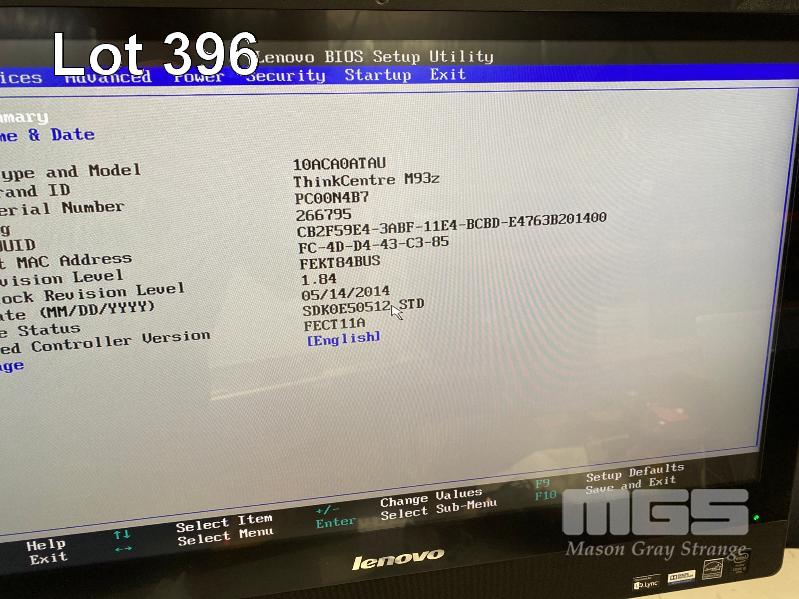 Lot 396
Lenovo BIOS Setup Utility
ices Advanced Power Security Startup Exit
mmary
me & Date
ype and Model 10ACA0ATAU
rand ID ThinkCentre M93z
erial Number PC00N4B7
g 266795
UUID CB2F59E4-3ABF-11E4-BCBD-E4763B201400
t MAC Address FC-4D-D4-43-C3-85
vision Level FEKT84BUS
ock Revision Level 1.84
ate (MM/DD/YYYY) 05/14/2014
e Status SDK0E50512 STD
ed Controller Version FECT11A
age [English]
Help ↑↓ Select Item +/- Change Values F9 Setup Defaults
Exit ←→ Select Menu Enter Select Sub-Menu F10 Save and Exit
MGS
Mason Gray Strange
lenovo
Lync